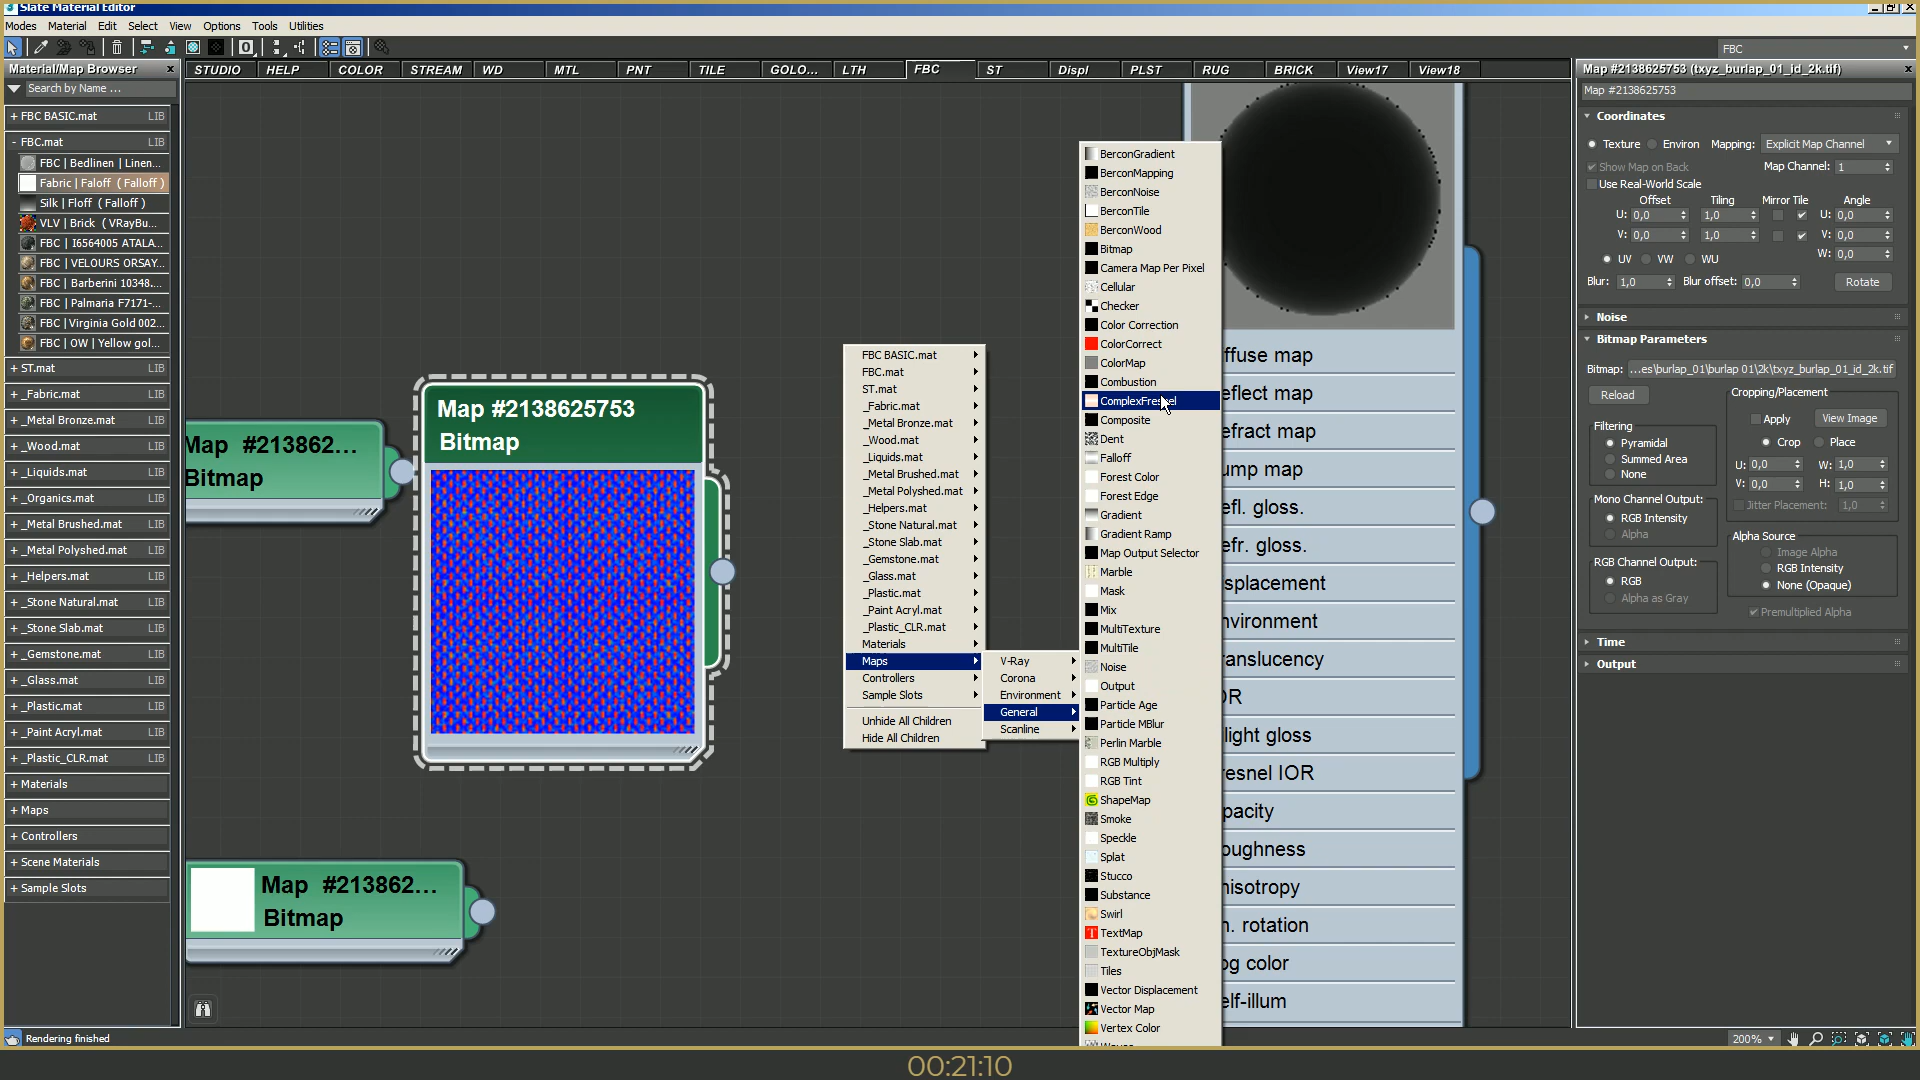 Slate Material Editor
Modes Material Edit Select View Options Tools Utilities
FBC
Material/Map Browser
Search by Name ...
+ FBC BASIC.mat LIB
- FBC.mat LIB
FBC | Bedlinen | Linen...
Fabric | Faloff ( Falloff )
Silk | Floff ( Falloff )
VLV | Brick ( VRayBu...
FBC | I6564005 ATALA...
FBC | VELOURS ORSAY...
FBC | Barberini 10348...
FBC | Palmaria F7171-...
FBC | Virginia Gold 002...
FBC | OW | Yellow gol...
+ ST.mat LIB
+ _Fabric.mat LIB
+ _Metal Bronze.mat LIB
+ _Wood.mat LIB
+ _Liquids.mat LIB
+ _Organics.mat LIB
+ _Metal Brushed.mat LIB
+ _Metal Polyshed.mat LIB
+ _Helpers.mat LIB
+ _Stone Natural.mat LIB
+ _Stone Slab.mat LIB
+ _Gemstone.mat LIB
+ _Glass.mat LIB
+ _Plastic.mat LIB
+ _Paint Acryl.mat LIB
+ _Plastic_CLR.mat LIB
+ Materials
+ Maps
+ Controllers
+ Scene Materials
+ Sample Slots
STUDIO HELP COLOR STREAM WD MTL PNT TILE GOLO... LTH FBC ST Displ PLST RUG BRICK View17 View18
Map #213862...
Bitmap
Map #2138625753
Bitmap
Map #213862...
Bitmap
FBC BASIC.mat
FBC.mat
ST.mat
_Fabric.mat
_Metal Bronze.mat
_Wood.mat
_Liquids.mat
_Metal Brushed.mat
_Metal Polyshed.mat
_Helpers.mat
_Stone Natural.mat
_Stone Slab.mat
_Gemstone.mat
_Glass.mat
_Plastic.mat
_Paint Acryl.mat
_Plastic_CLR.mat
Materials
Maps
Controllers
Sample Slots
Unhide All Children
Hide All Children
V-Ray
Corona
Environment
General
Scanline
BerconGradient
BerconMapping
BerconNoise
BerconTile
BerconWood
Bitmap
Camera Map Per Pixel
Cellular
Checker
Color Correction
ColorCorrect
ColorMap
Combustion
ComplexFresnel
Composite
Dent
Falloff
Forest Color
Forest Edge
Gradient
Gradient Ramp
Map Output Selector
Marble
Mask
Mix
MultiTexture
MultiTile
Noise
Output
Particle Age
Particle MBlur
Perlin Marble
RGB Multiply
RGB Tint
ShapeMap
Smoke
Speckle
Splat
Stucco
Substance
Swirl
TextMap
TextureObjMask
Tiles
Vector Displacement
Vector Map
Vertex Color
ffuse map
eflect map
efract map
ump map
efl. gloss.
efr. gloss.
splacement
nvironment
anslucency
OR
light gloss
esnel IOR
pacity
oughness
nisotropy
n. rotation
og color
elf-illum
Map #2138625753 (txyz_burlap_01_id_2k.tif)
Map #2138625753
Coordinates
Texture Environ Mapping: Explicit Map Channel
Show Map on Back Map Channel: 1
Use Real-World Scale
Offset Tiling Mirror Tile Angle
U: 0,0 1,0 U: 0,0
V: 0,0 1,0 V: 0,0
UV VW WU W: 0,0
Blur: 1,0 Blur offset: 0,0 Rotate
Noise
Bitmap Parameters
Bitmap: ...es\burlap_01\burlap 01\2k\txyz_burlap_01_id_2k.tif
Reload
Cropping/Placement
Apply View Image
Crop Place
U: 0,0 W: 1,0
V: 0,0 H: 1,0
Jitter Placement: 1,0
Filtering
Pyramidal
Summed Area
None
Mono Channel Output:
RGB Intensity
Alpha
RGB Channel Output:
RGB
Alpha as Gray
Alpha Source
Image Alpha
RGB Intensity
None (Opaque)
Premultiplied Alpha
Time
Output
Rendering finished
200%
00:21:10